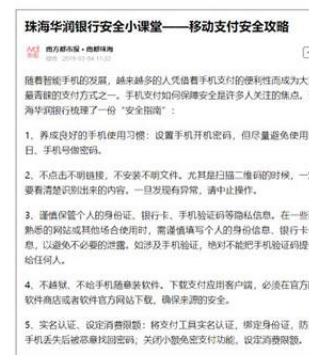 珠海华润银行安全小课堂——移动支付安全攻略
南方都市报·南都珠海
2019-03-04 11:02
随着智能手机的发展，越来越多的人凭借着手机支付的便利性而成为大
最青睐的支付方式之一。手机支付如何保障安全是许多人关注的焦点。
海华润银行梳理了一份“安全指南”：
1、养成良好的手机使用习惯：设置手机开机密码，但尽量避免使用
日、手机号做密码。
2、不点击不明链接，不安装不明文件。尤其是扫描二维码的时候，一
要看清楚识别出来的内容。一旦发现有异常，请中止操作。
3、谨慎保管个人的身份证、银行卡、手机验证码等隐私信息。在一些
熟悉的网站或其他场合使用时，需谨慎填写个人的身份信息、银行卡
息，以避免不必要的泄露。如涉及手机验证，绝对不能把手机验证码提
给任何人。
4、不越狱、不给手机随意装软件。下载支付应用客户端，必须在官方
软件商店或者软件官方网站下载，确保来源的安全。
5、实名认证、设定消费限额：将支付工具实名认证，绑定身份证，防
手机丢失后被恶意找回密码；关闭小额免密支付功能，设定消费限额。